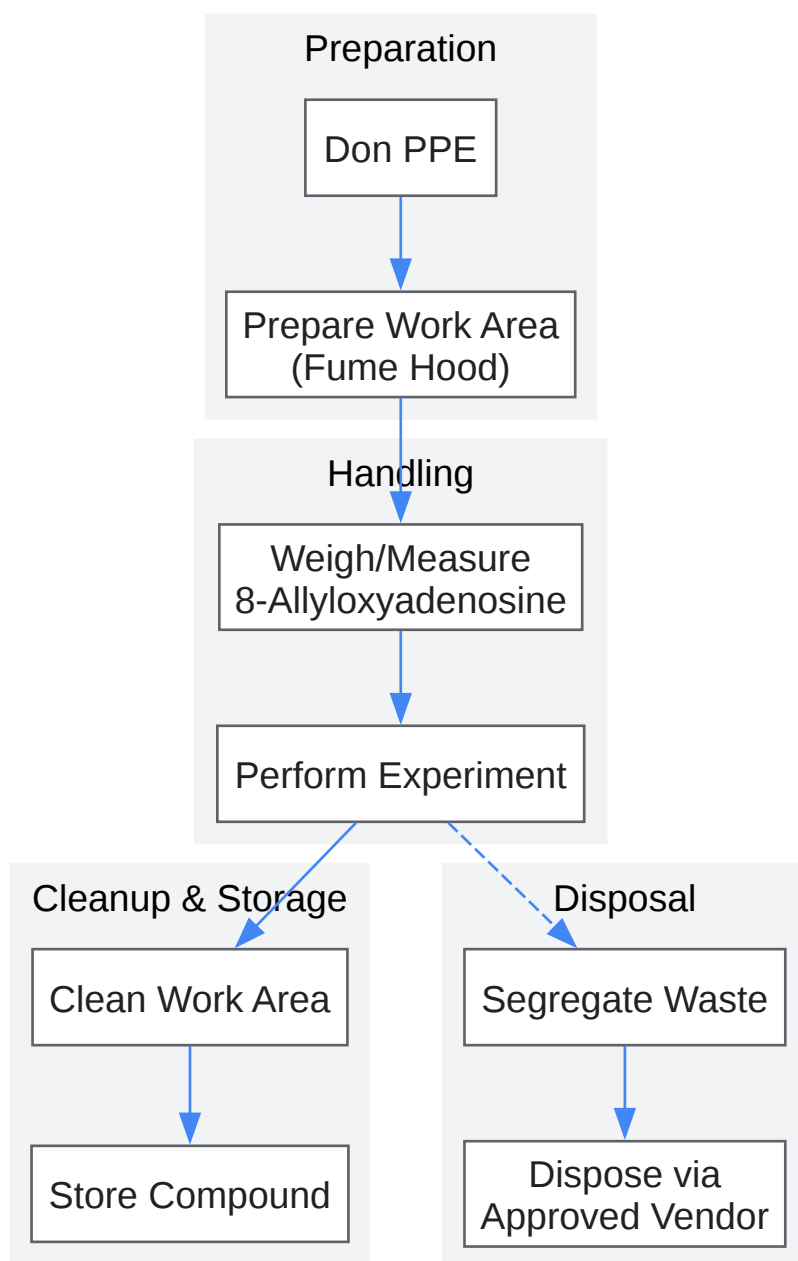 Preparation
Don PPE
Prepare Work Area
(Fume Hood)
Handling
Weigh/Measure
8-Allyloxyadenosine
Perform Experiment
Cleanup & Storage
Clean Work Area
Store Compound
Disposal
Segregate Waste
Dispose via
Approved Vendor